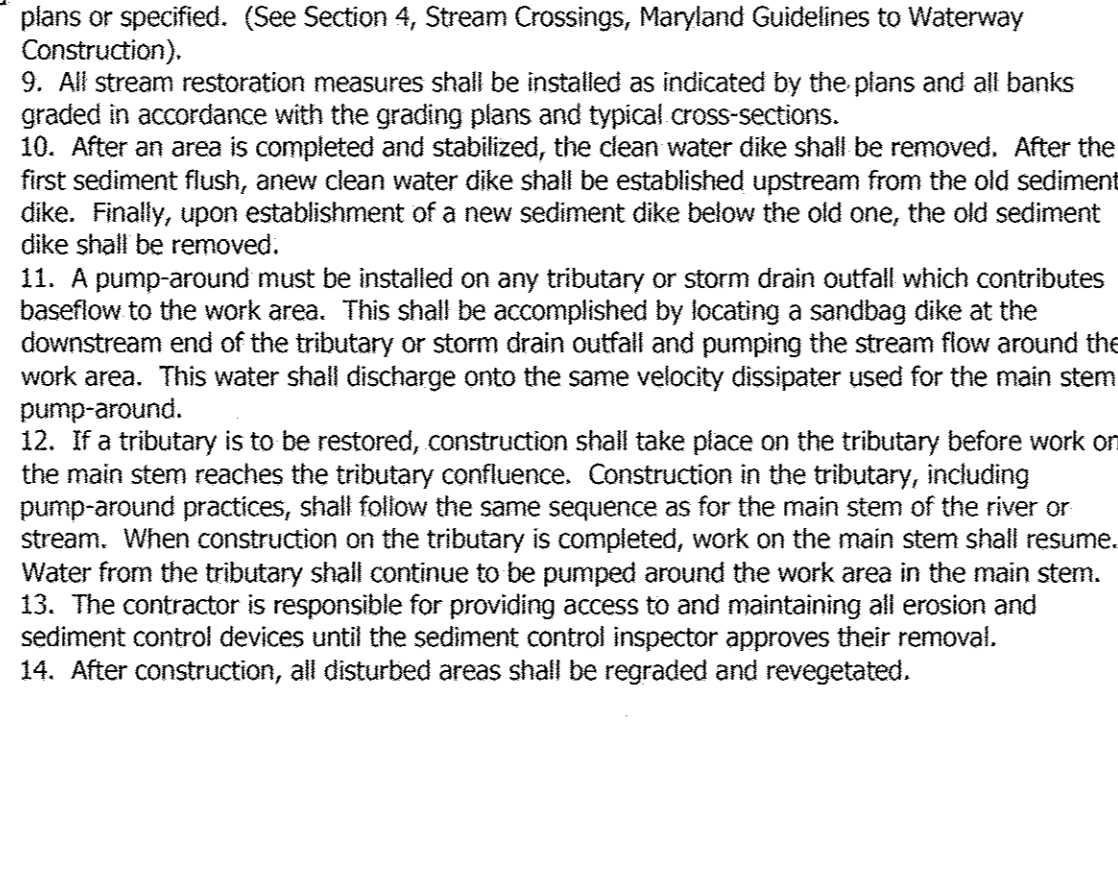 plans or specified.  (See Section 4, Stream Crossings, Maryland Guidelines to Waterway
Construction).
9.  All stream restoration measures shall be installed as indicated by the plans and all banks
graded in accordance with the grading plans and typical cross-sections.
10.  After an area is completed and stabilized, the clean water dike shall be removed.  After the
first sediment flush, anew clean water dike shall be established upstream from the old sediment
dike.  Finally, upon establishment of a new sediment dike below the old one, the old sediment
dike shall be removed.
11.  A pump-around must be installed on any tributary or storm drain outfall which contributes
baseflow to the work area.  This shall be accomplished by locating a sandbag dike at the
downstream end of the tributary or storm drain outfall and pumping the stream flow around the
work area.  This water shall discharge onto the same velocity dissipater used for the main stem
pump-around.
12.  If a tributary is to be restored, construction shall take place on the tributary before work on
the main stem reaches the tributary confluence.  Construction in the tributary, including
pump-around practices, shall follow the same sequence as for the main stem of the river or
stream.  When construction on the tributary is completed, work on the main stem shall resume.
Water from the tributary shall continue to be pumped around the work area in the main stem.
13.  The contractor is responsible for providing access to and maintaining all erosion and
sediment control devices until the sediment control inspector approves their removal.
14.  After construction, all disturbed areas shall be regraded and revegetated.